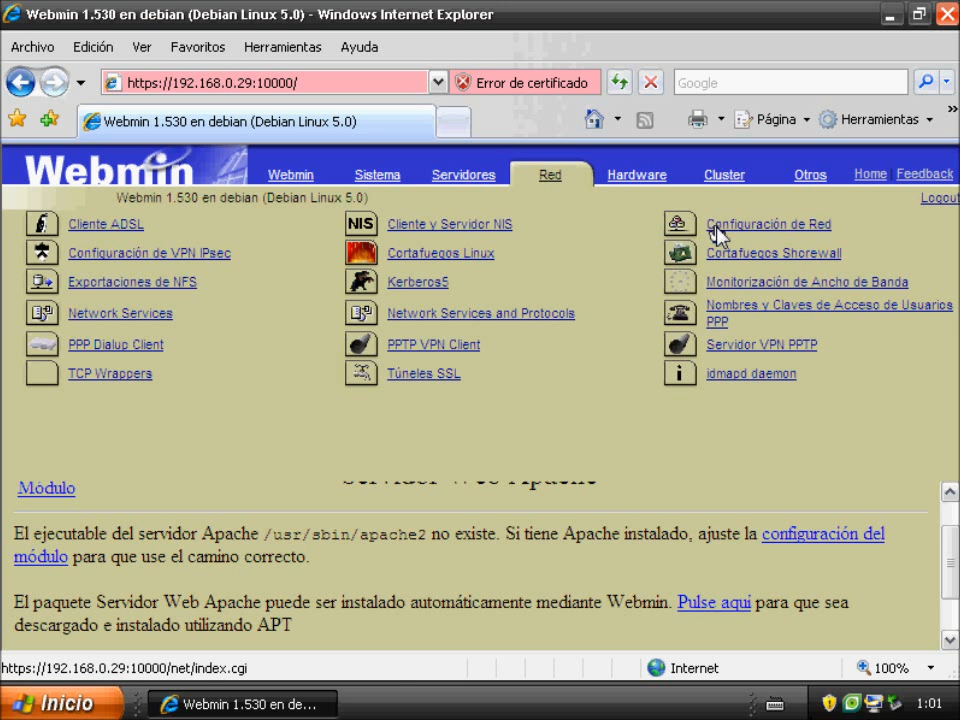 Webmin 1.530 en debian (Debian Linux 5.0) - Windows Internet Explorer
Archivo Edición Ver Favoritos Herramientas Ayuda
https://192.168.0.29:10000/ Error de certificado Google
Webmin 1.530 en debian (Debian Linux 5.0) Página Herramientas »
Webmin Webmin Sistema Servidores Red Hardware Cluster Otros Home Feedback
Webmin 1.530 en debian (Debian Linux 5.0) Logout
Cliente ADSL NIS Cliente y Servidor NIS Configuración de Red
Configuración de VPN IPsec Cortafuegos Linux Cortafuegos Shorewall
Exportaciones de NFS Kerberos5 Monitorización de Ancho de Banda
Network Services Network Services and Protocols Nombres y Claves de Acceso de Usuarios
PPP
PPP Dialup Client PPTP VPN Client Servidor VPN PPTP
TCP Wrappers Túneles SSL idmapd daemon
Módulo
El ejecutable del servidor Apache /usr/sbin/apache2 no existe. Si tiene Apache instalado, ajuste la configuración del
módulo para que use el camino correcto.
El paquete Servidor Web Apache puede ser instalado automáticamente mediante Webmin. Pulse aquí para que sea
descargado e instalado utilizando APT
https://192.168.0.29:10000/net/index.cgi Internet 100%
Inicio Webmin 1.530 en de... 1:01